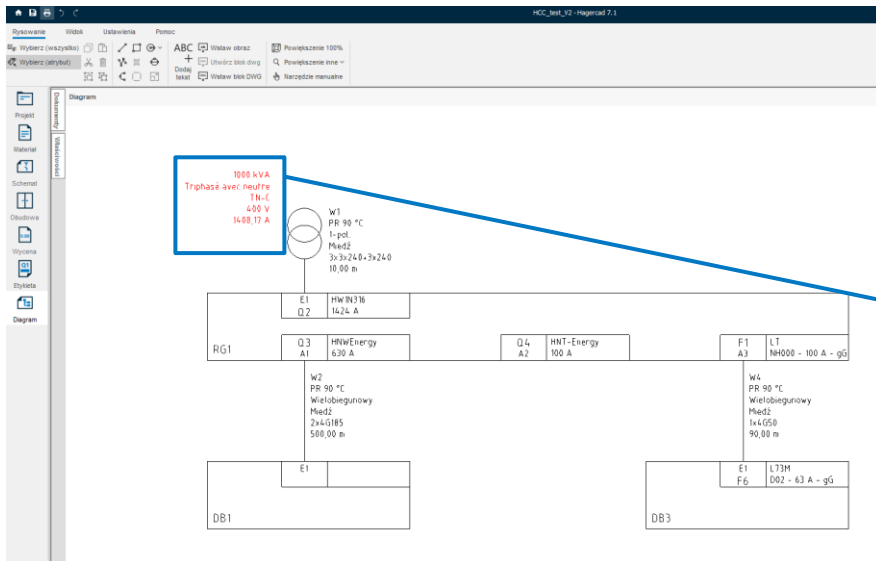 HCC_test_V2 - Hagercad 7.1
Rysowanie Widok Ustawienia Pomoc
Wybierz (wszystko)
Wybierz (atrybut)
ABC
Dodaj
tekst
Wstaw obraz
Utwórz blok dwg
Wstaw blok DWG
Powiększenie 100%
Powiększenie inne
Narzędzie manualne
Projekt
Materiał
Schemat
Obudowa
Wycena
Etykieta
Diagram
Dokumenty
Właściwości
Diagram
1000 kVA
Triphasé avec neutre
TN-C
400 V
1408,17 A
W1
PR 90 °C
1-pol.
Miedź
3x3x240+3x240
10,00 m
E1 HW1N316
Q2 1424 A
RG1
Q3 HNWEnergy
A1 630 A
Q4 HNT-Energy
A2 100 A
F1 LT
A3 NH000 - 100 A - gG
W2
PR 90 °C
Wielobiegunowy
Miedź
2x4G185
500,00 m
W4
PR 90 °C
Wielobiegunowy
Miedź
1x4G50
90,00 m
E1
DB1
E1 L73M
F6 D02 - 63 A - gG
DB3